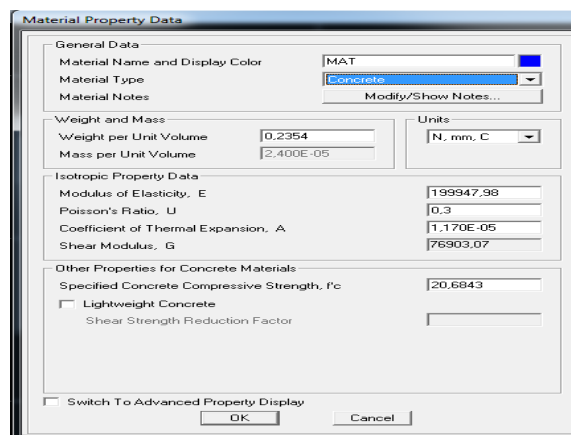 Material Property Data
General Data
Material Name and Display Color MAT
Material Type Concrete
Material Notes Modify/Show Notes...
Weight and Mass Units
Weight per Unit Volume 0,2354 N, mm, C
Mass per Unit Volume 2,400E-05
Isotropic Property Data
Modulus of Elasticity, E 199947,98
Poisson's Ratio, U 0,3
Coefficient of Thermal Expansion, A 1,170E-05
Shear Modulus, G 76903,07
Other Properties for Concrete Materials
Specified Concrete Compressive Strength, f'c 20,6843
Lightweight Concrete
Shear Strength Reduction Factor
Switch To Advanced Property Display
OK Cancel